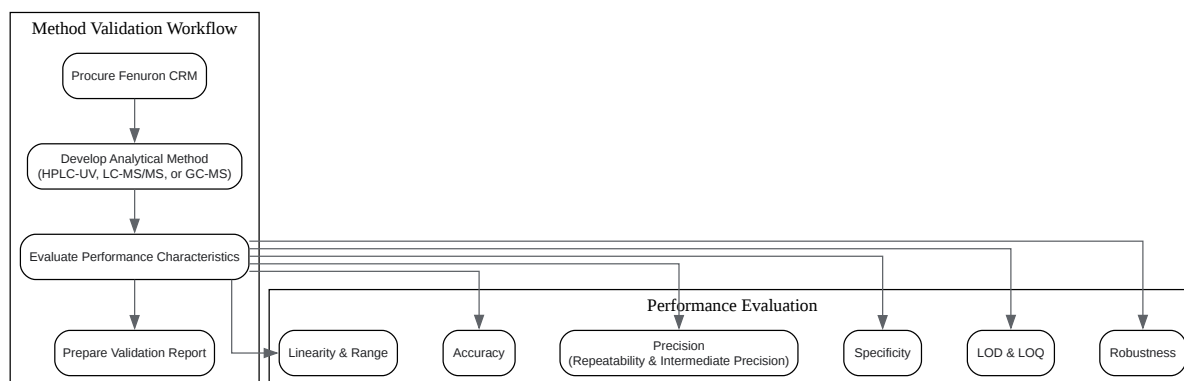 Method Validation Workflow
Procure Fenuron CRM
Develop Analytical Method
(HPLC-UV, LC-MS/MS, or GC-MS)
Evaluate Performance Characteristics
Prepare Validation Report
Performance Evaluation
Linearity & Range
Accuracy
Precision
(Repeatability & Intermediate Precision)
Specificity
LOD & LOQ
Robustness